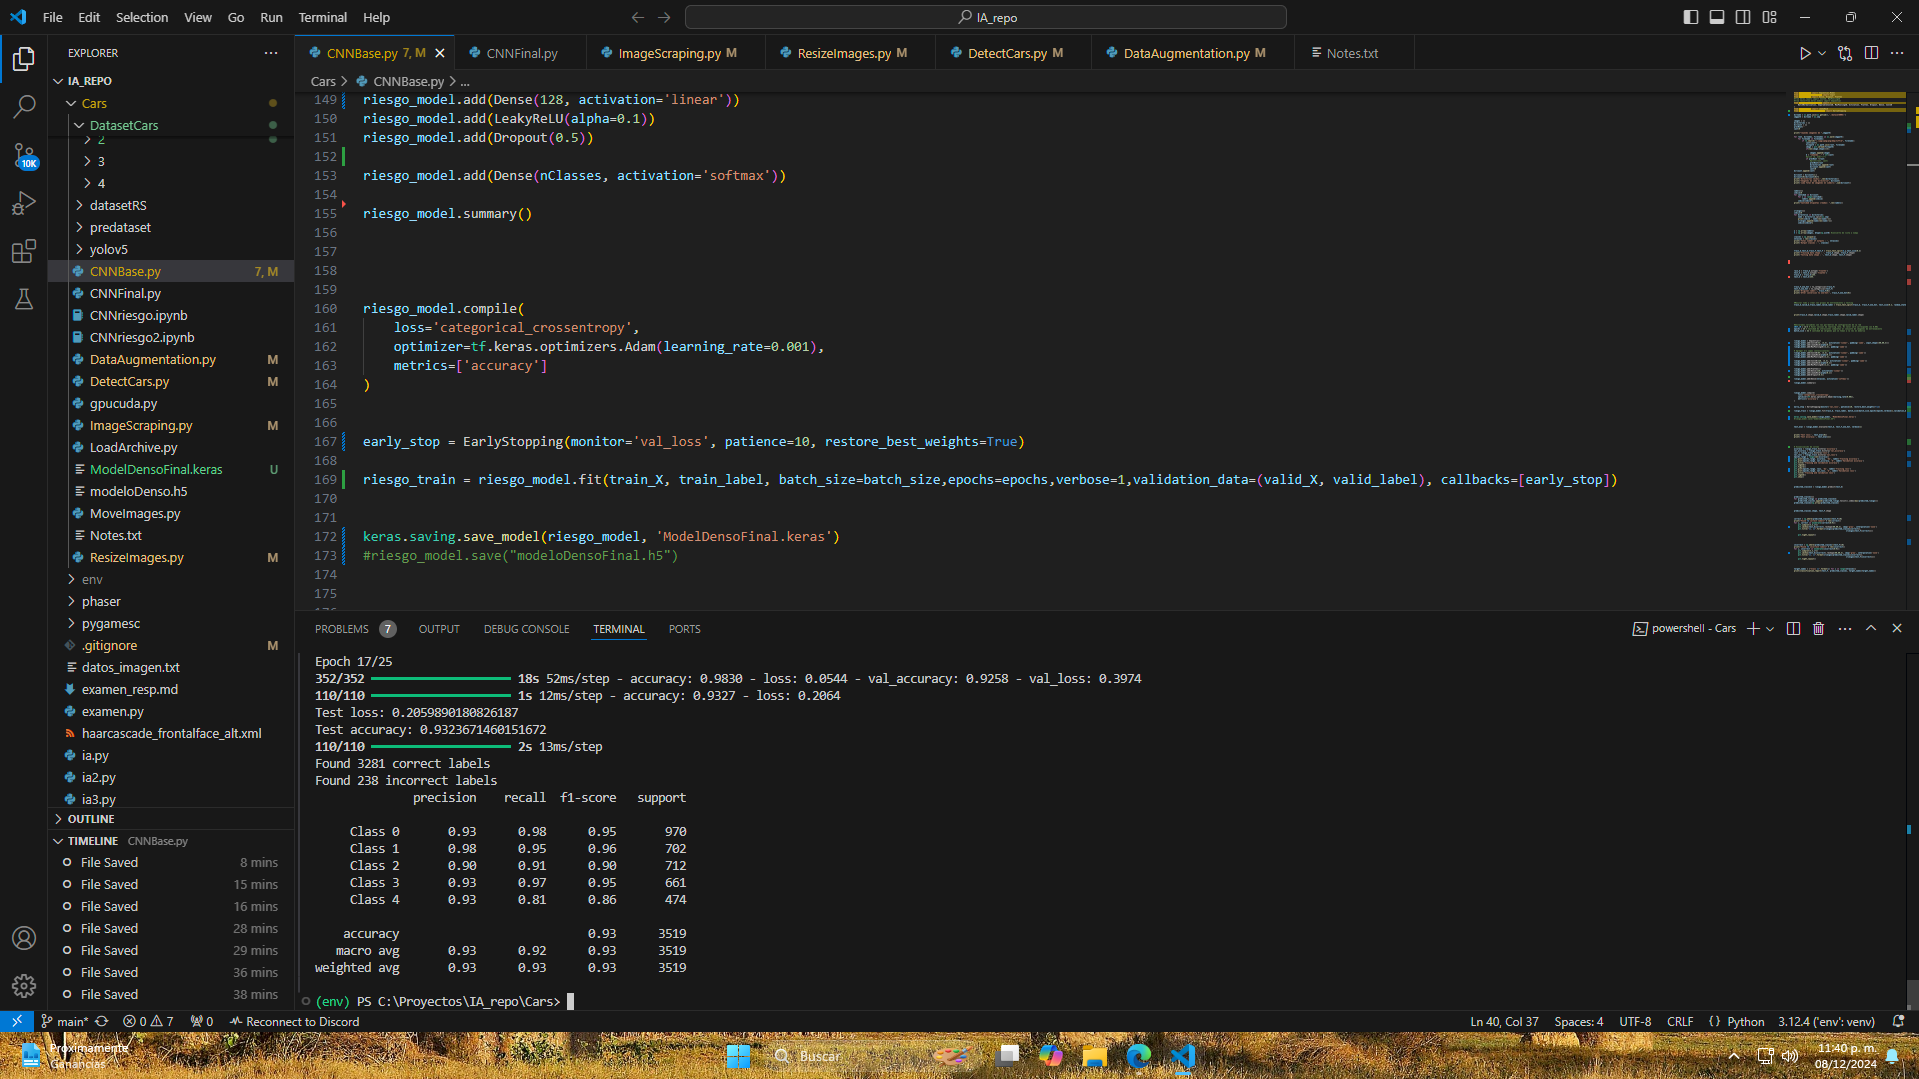 File Edit Selection View Go Run Terminal Help
IA_repo
EXPLORER
IA_REPO
Cars
DatasetCars
2
3
4
datasetRS
predataset
yolov5
CNNBase.py 7, M
CNNFinal.py
CNNriesgo.ipynb
CNNriesgo2.ipynb
DataAugmentation.py M
DetectCars.py M
gpucuda.py
ImageScraping.py M
LoadArchive.py
ModelDensoFinal.keras U
modeloDenso.h5
MoveImages.py
Notes.txt
ResizeImages.py M
env
phaser
pygamesc
.gitignore M
datos_imagen.txt
examen_resp.md
examen.py
haarcascade_frontalface_alt.xml
ia.py
ia2.py
ia3.py
OUTLINE
TIMELINE CNNBase.py
File Saved 8 mins
File Saved 15 mins
File Saved 16 mins
File Saved 28 mins
File Saved 29 mins
File Saved 36 mins
File Saved 38 mins
10K
CNNBase.py 7, M
CNNFinal.py
ImageScraping.py M
ResizeImages.py M
DetectCars.py M
DataAugmentation.py M
Notes.txt
Cars > CNNBase.py > ...
149 riesgo_model.add(Dense(128, activation='linear'))
150 riesgo_model.add(LeakyReLU(alpha=0.1))
151 riesgo_model.add(Dropout(0.5))
152
153 riesgo_model.add(Dense(nClasses, activation='softmax'))
154
155 riesgo_model.summary()
156
157
158
159
160 riesgo_model.compile(
161 loss='categorical_crossentropy',
162 optimizer=tf.keras.optimizers.Adam(learning_rate=0.001),
163 metrics=['accuracy']
164 )
165
166
167 early_stop = EarlyStopping(monitor='val_loss', patience=10, restore_best_weights=True)
168
169 riesgo_train = riesgo_model.fit(train_X, train_label, batch_size=batch_size,epochs=epochs,verbose=1,validation_data=(valid_X, valid_label), callbacks=[early_stop])
170
171
172 keras.saving.save_model(riesgo_model, 'ModelDensoFinal.keras')
173 #riesgo_model.save("modeloDensoFinal.h5")
174
175
PROBLEMS 7 OUTPUT DEBUG CONSOLE TERMINAL PORTS
powershell - Cars
Epoch 17/25
352/352 18s 52ms/step - accuracy: 0.9830 - loss: 0.0544 - val_accuracy: 0.9258 - val_loss: 0.3974
110/110 1s 12ms/step - accuracy: 0.9327 - loss: 0.2064
Test loss: 0.2059890180826187
Test accuracy: 0.9323671460151672
110/110 2s 13ms/step
Found 3281 correct labels
Found 238 incorrect labels
precision recall f1-score support
Class 0 0.93 0.98 0.95 970
Class 1 0.98 0.95 0.96 702
Class 2 0.90 0.91 0.90 712
Class 3 0.93 0.97 0.95 661
Class 4 0.93 0.81 0.86 474
accuracy 0.93 3519
macro avg 0.93 0.92 0.93 3519
weighted avg 0.93 0.93 0.93 3519
(env) PS C:\Proyectos\IA_repo\Cars>
main* 0 7 0 Reconnect to Discord
Ln 40, Col 37 Spaces: 4 UTF-8 CRLF Python 3.12.4 ('env': venv)
Próximamente
Ganancias
Buscar
11:40 p. m.
08/12/2024